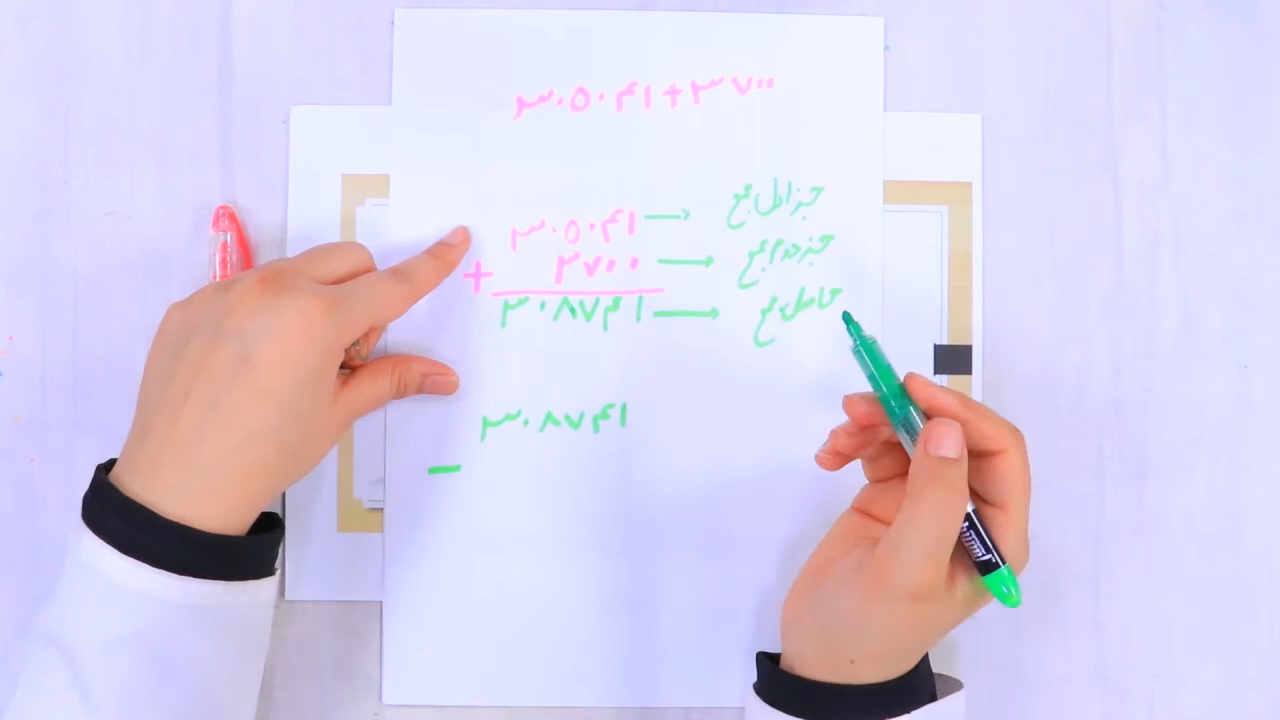 ۳۰۵۰۴۱+۳۷۰۰
۳۰۵۰۴۱ → جز اول جمع
+ ۳۷۰۰ → جز دوم جمع
۳۰۸۷۴۱ → حاصل جمع
۳۰۸۷۴۱
−